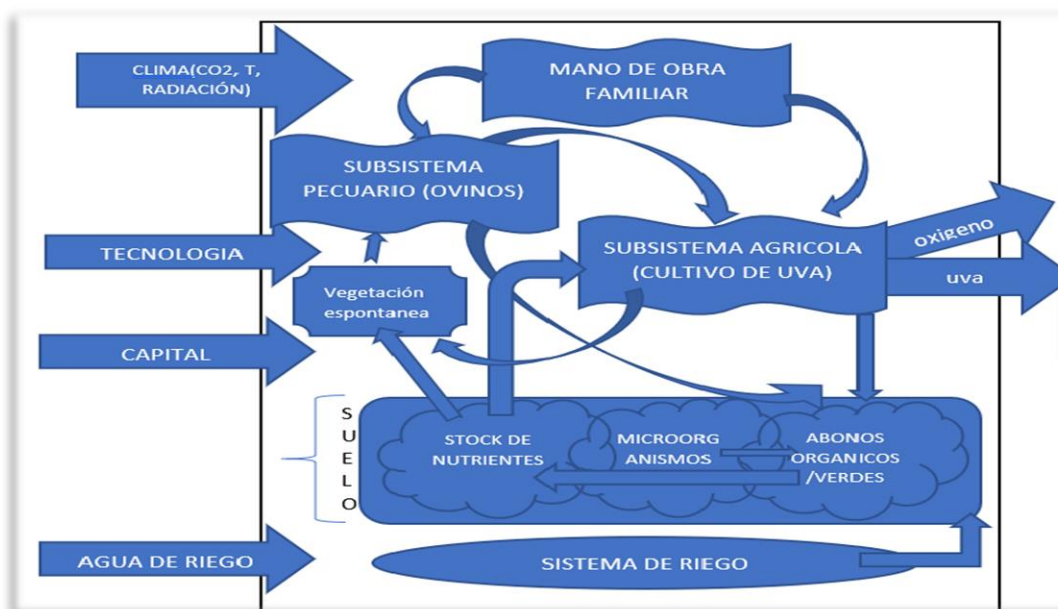 CLIMA(CO2, T,
RADIACIÓN)
MANO DE OBRA
FAMILIAR
SUBSISTEMA
PECUARIO (OVINOS)
TECNOLOGIA
SUBSISTEMA AGRICOLA
(CULTIVO DE UVA)
oxigeno
uva
Vegetación
espontanea
CAPITAL
SUELO
STOCK DE
NUTRIENTES
MICROORG
ANISMOS
ABONOS
ORGANICOS
/VERDES
AGUA DE RIEGO
SISTEMA DE RIEGO